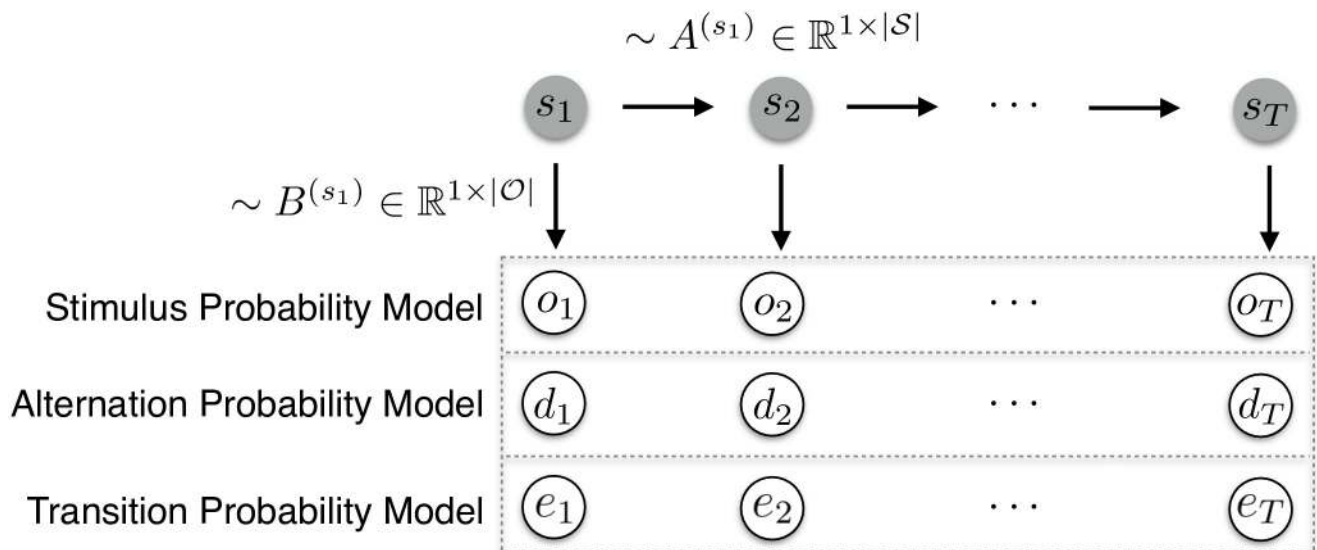 ∼ A^{(s_1)} ∈ ℝ^{1×|𝒮|}
s_1 s_2 ⋯ s_T
∼ B^{(s_1)} ∈ ℝ^{1×|𝒪|}
Stimulus Probability Model o_1 o_2 ⋯ o_T
Alternation Probability Model d_1 d_2 ⋯ d_T
Transition Probability Model e_1 e_2 ⋯ e_T